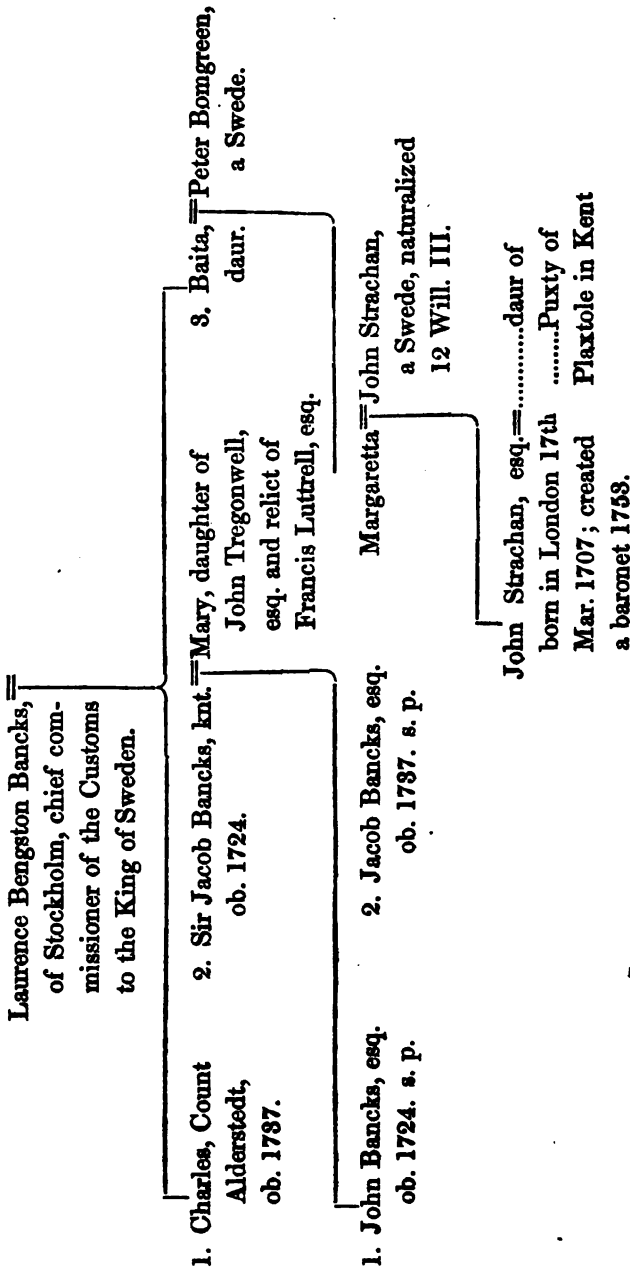 Laurence Bengston Bancks,
of Stockholm, chief com-
missioner of the Customs
to the King of Sweden.
1. Charles, Count
Alderstedt,
ob. 1737.
2. Sir Jacob Bancks, knt.
ob. 1724.
Mary, daughter of
John Tregonwell,
esq. and relict of
Francis Luttrell, esq.
3. Baita,
daur.
Peter Bomgreen,
a Swede.
1. John Bancks, esq.
ob. 1724. s. p.
2. Jacob Bancks, esq.
ob. 1737. s. p.
Margaretta
John Strachan,
a Swede, naturalized
12 Will. III.
John Strachan, esq.
born in London 17th
Mar. 1707; created
a baronet 1753.
............daur of
........Puxty of
Plaxtole in Kent